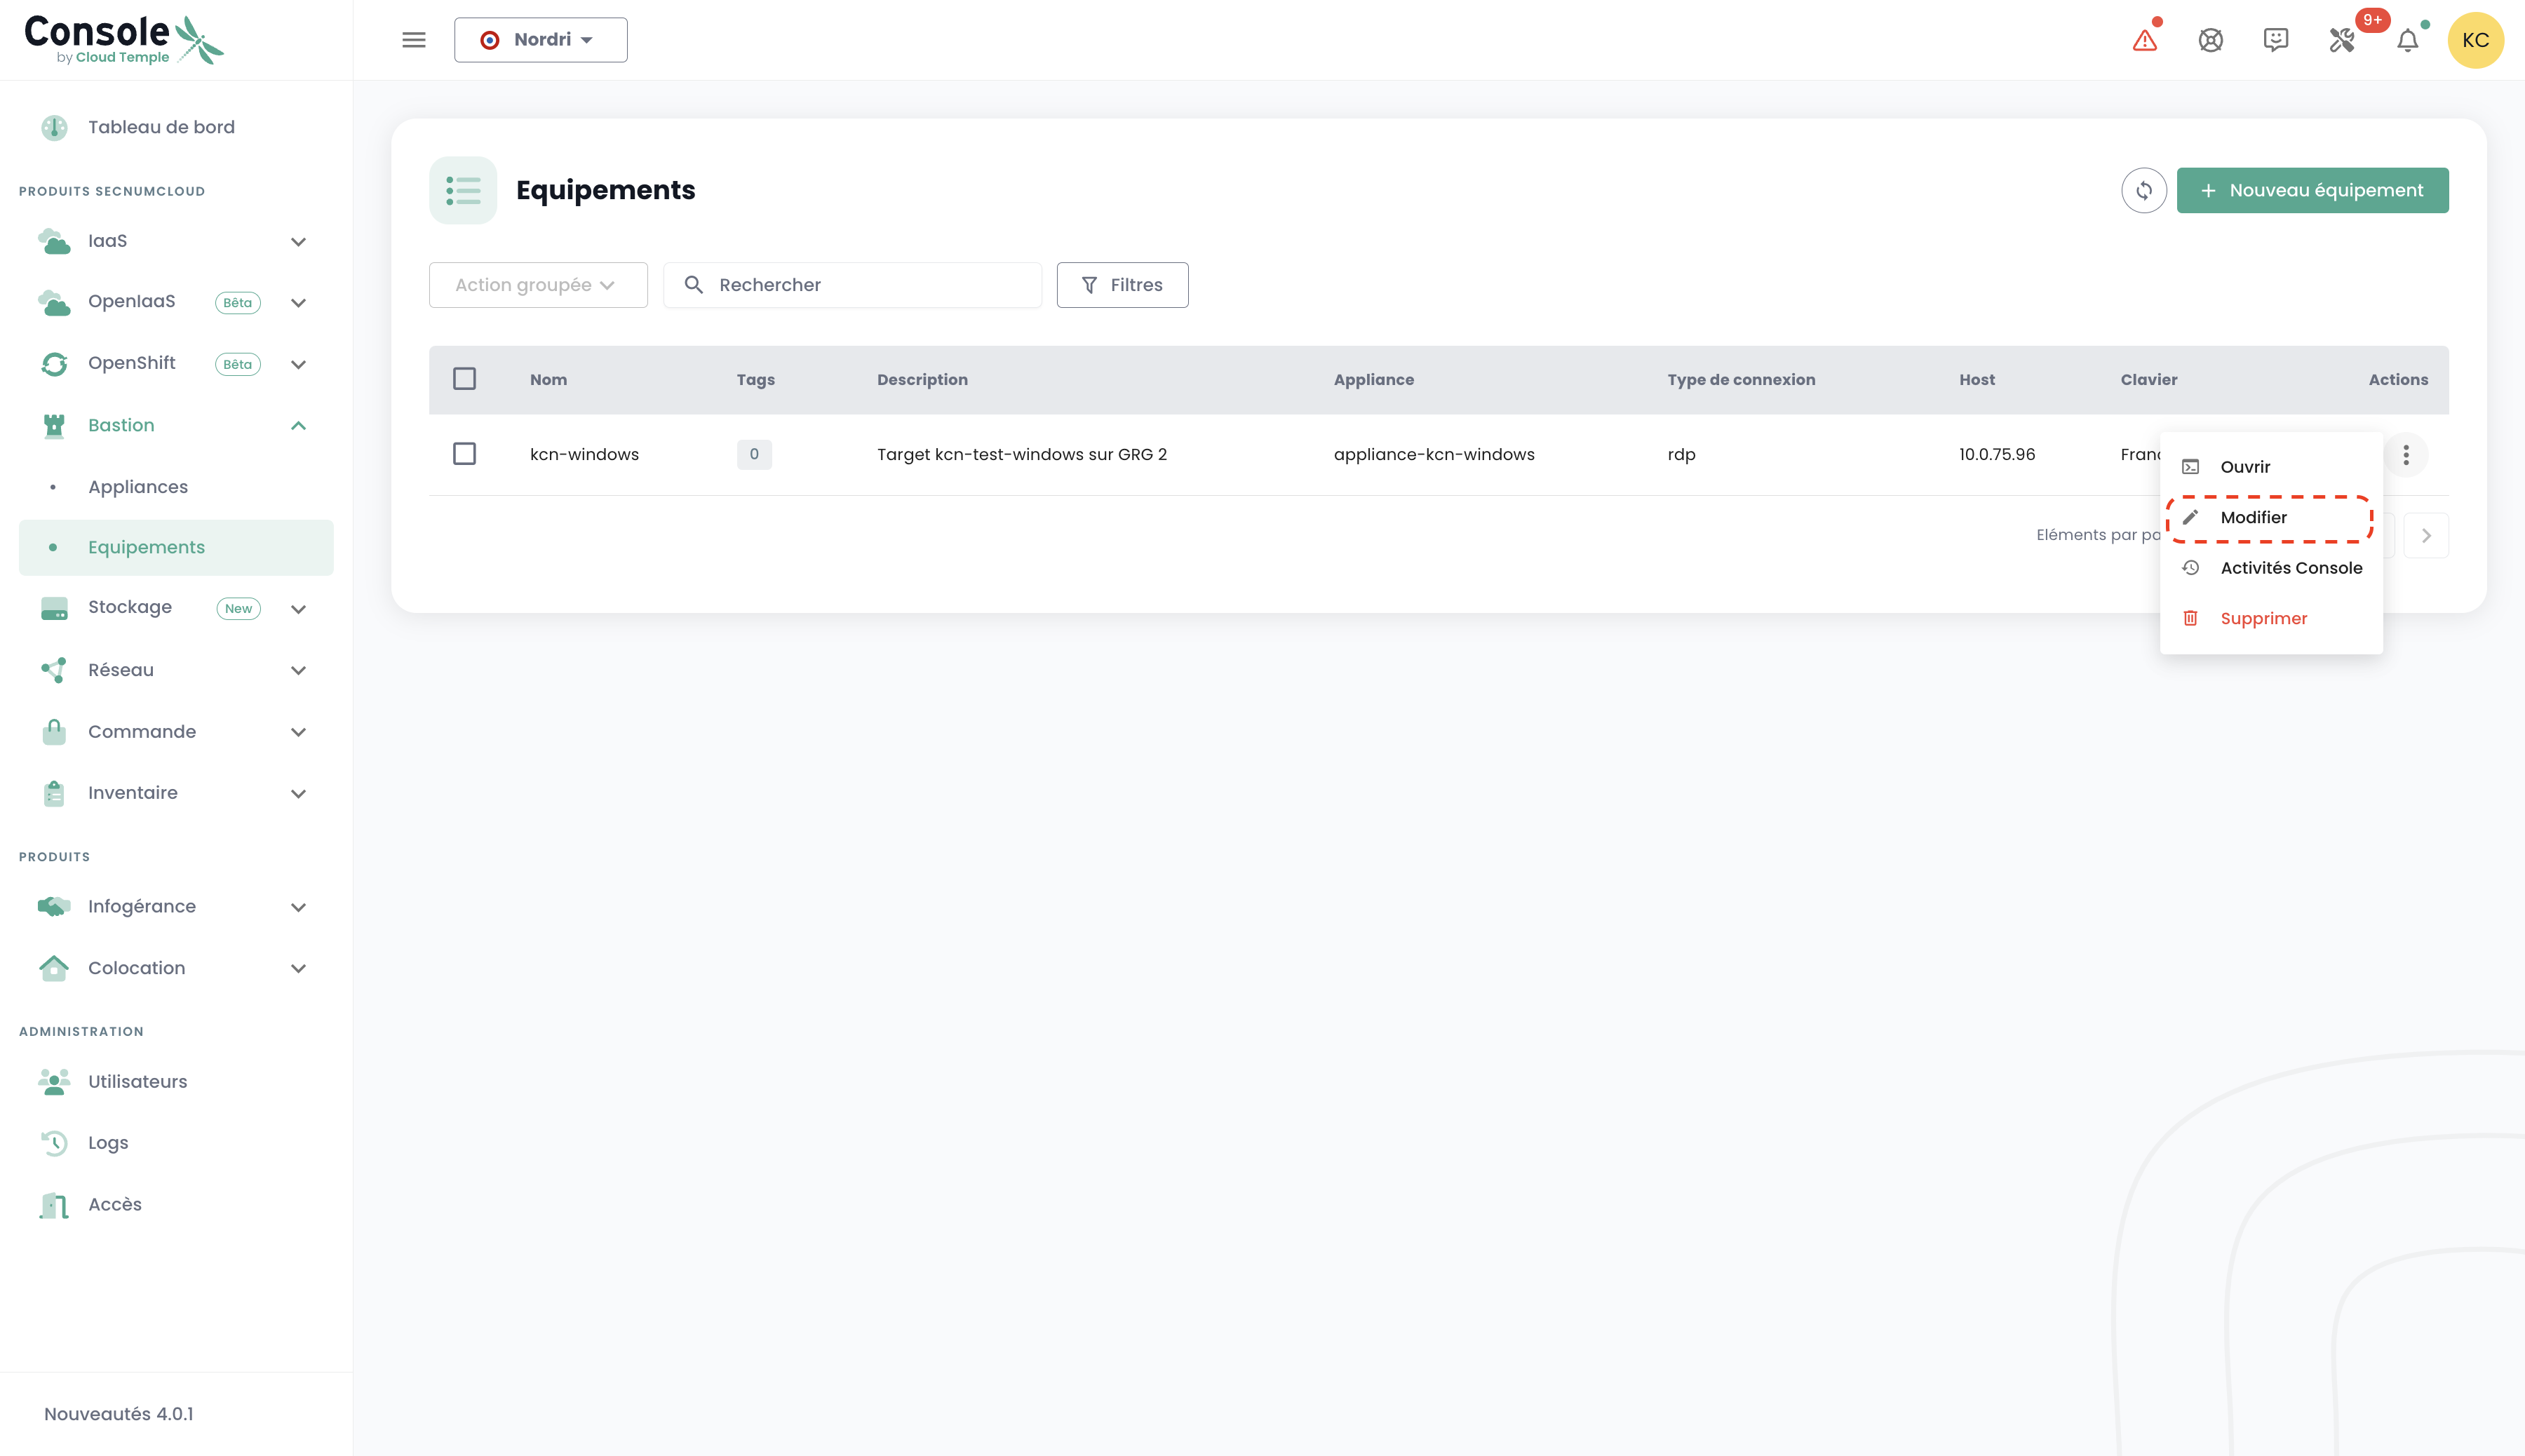 Console
by Cloud Temple
Nordri
9+
KC
Tableau de bord
PRODUITS SECNUMCLOUD
IaaS
OpenIaaS Bêta
OpenShift Bêta
Bastion
Appliances
Equipements
Stockage New
Réseau
Commande
Inventaire
PRODUITS
Infogérance
Colocation
ADMINISTRATION
Utilisateurs
Logs
Accès
Nouveautés 4.0.1
Equipements
Nouveau équipement
Action groupée
Rechercher
Filtres
Nom Tags Description Appliance Type de connexion Host Clavier Actions
kcn-windows 0 Target kcn-test-windows sur GRG 2 appliance-kcn-windows rdp 10.0.75.96
Eléments par
Ouvrir
Modifier
Activités Console
Supprimer